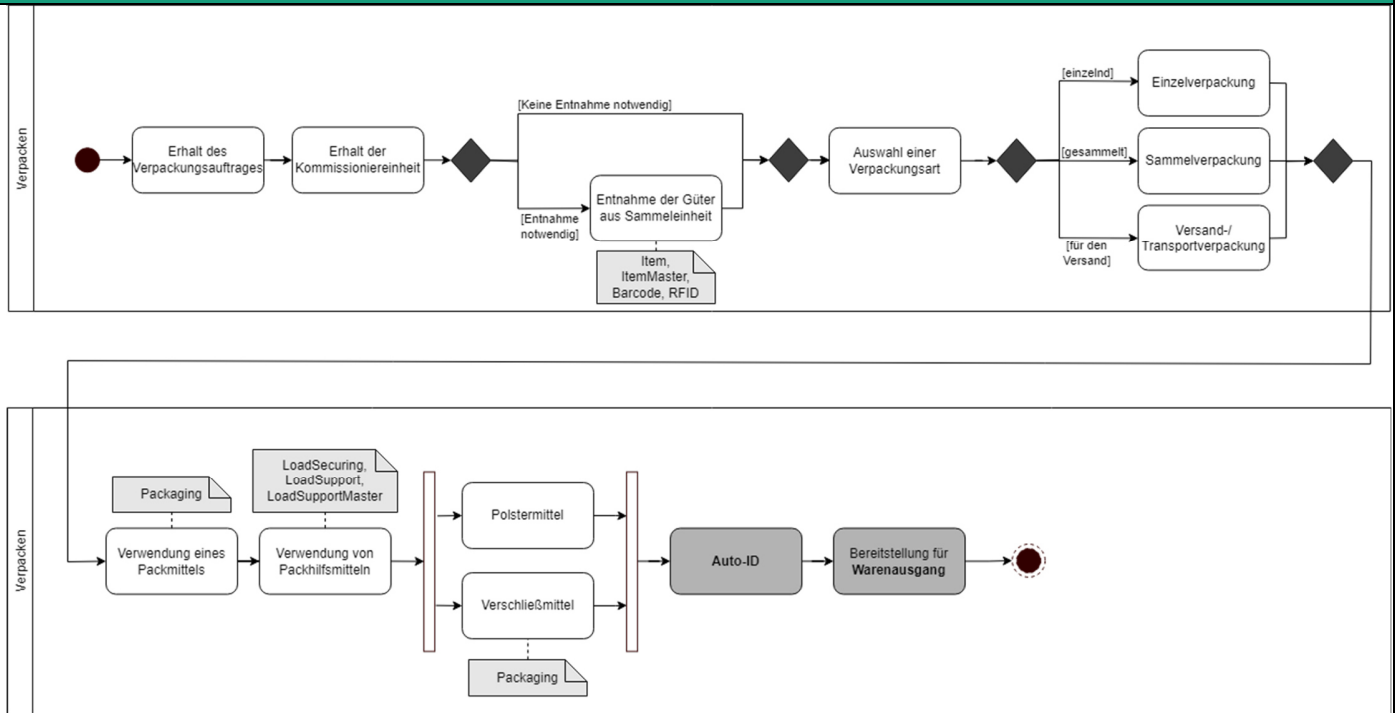 Verpacken
Erhalt des
Verpackungsauftrages
Erhalt der
Kommissioniereinheit
[Keine Entnahme notwendig]
[Entnahme
notwendig]
Entnahme der Güter
aus Sammeleinheit
Item,
ItemMaster,
Barcode, RFID
Auswahl einer
Verpackungsart
[einzelnd]
Einzelverpackung
[gesammelt]
Sammelverpackung
[für den
Versand]
Versand-/
Transportverpackung
Verpacken
Packaging
Verwendung eines
Packmittels
LoadSecuring,
LoadSupport,
LoadSupportMaster
Verwendung von
Packhilfsmitteln
Polstermittel
Verschließmittel
Packaging
Auto-ID
Bereitstellung für
Warenausgang